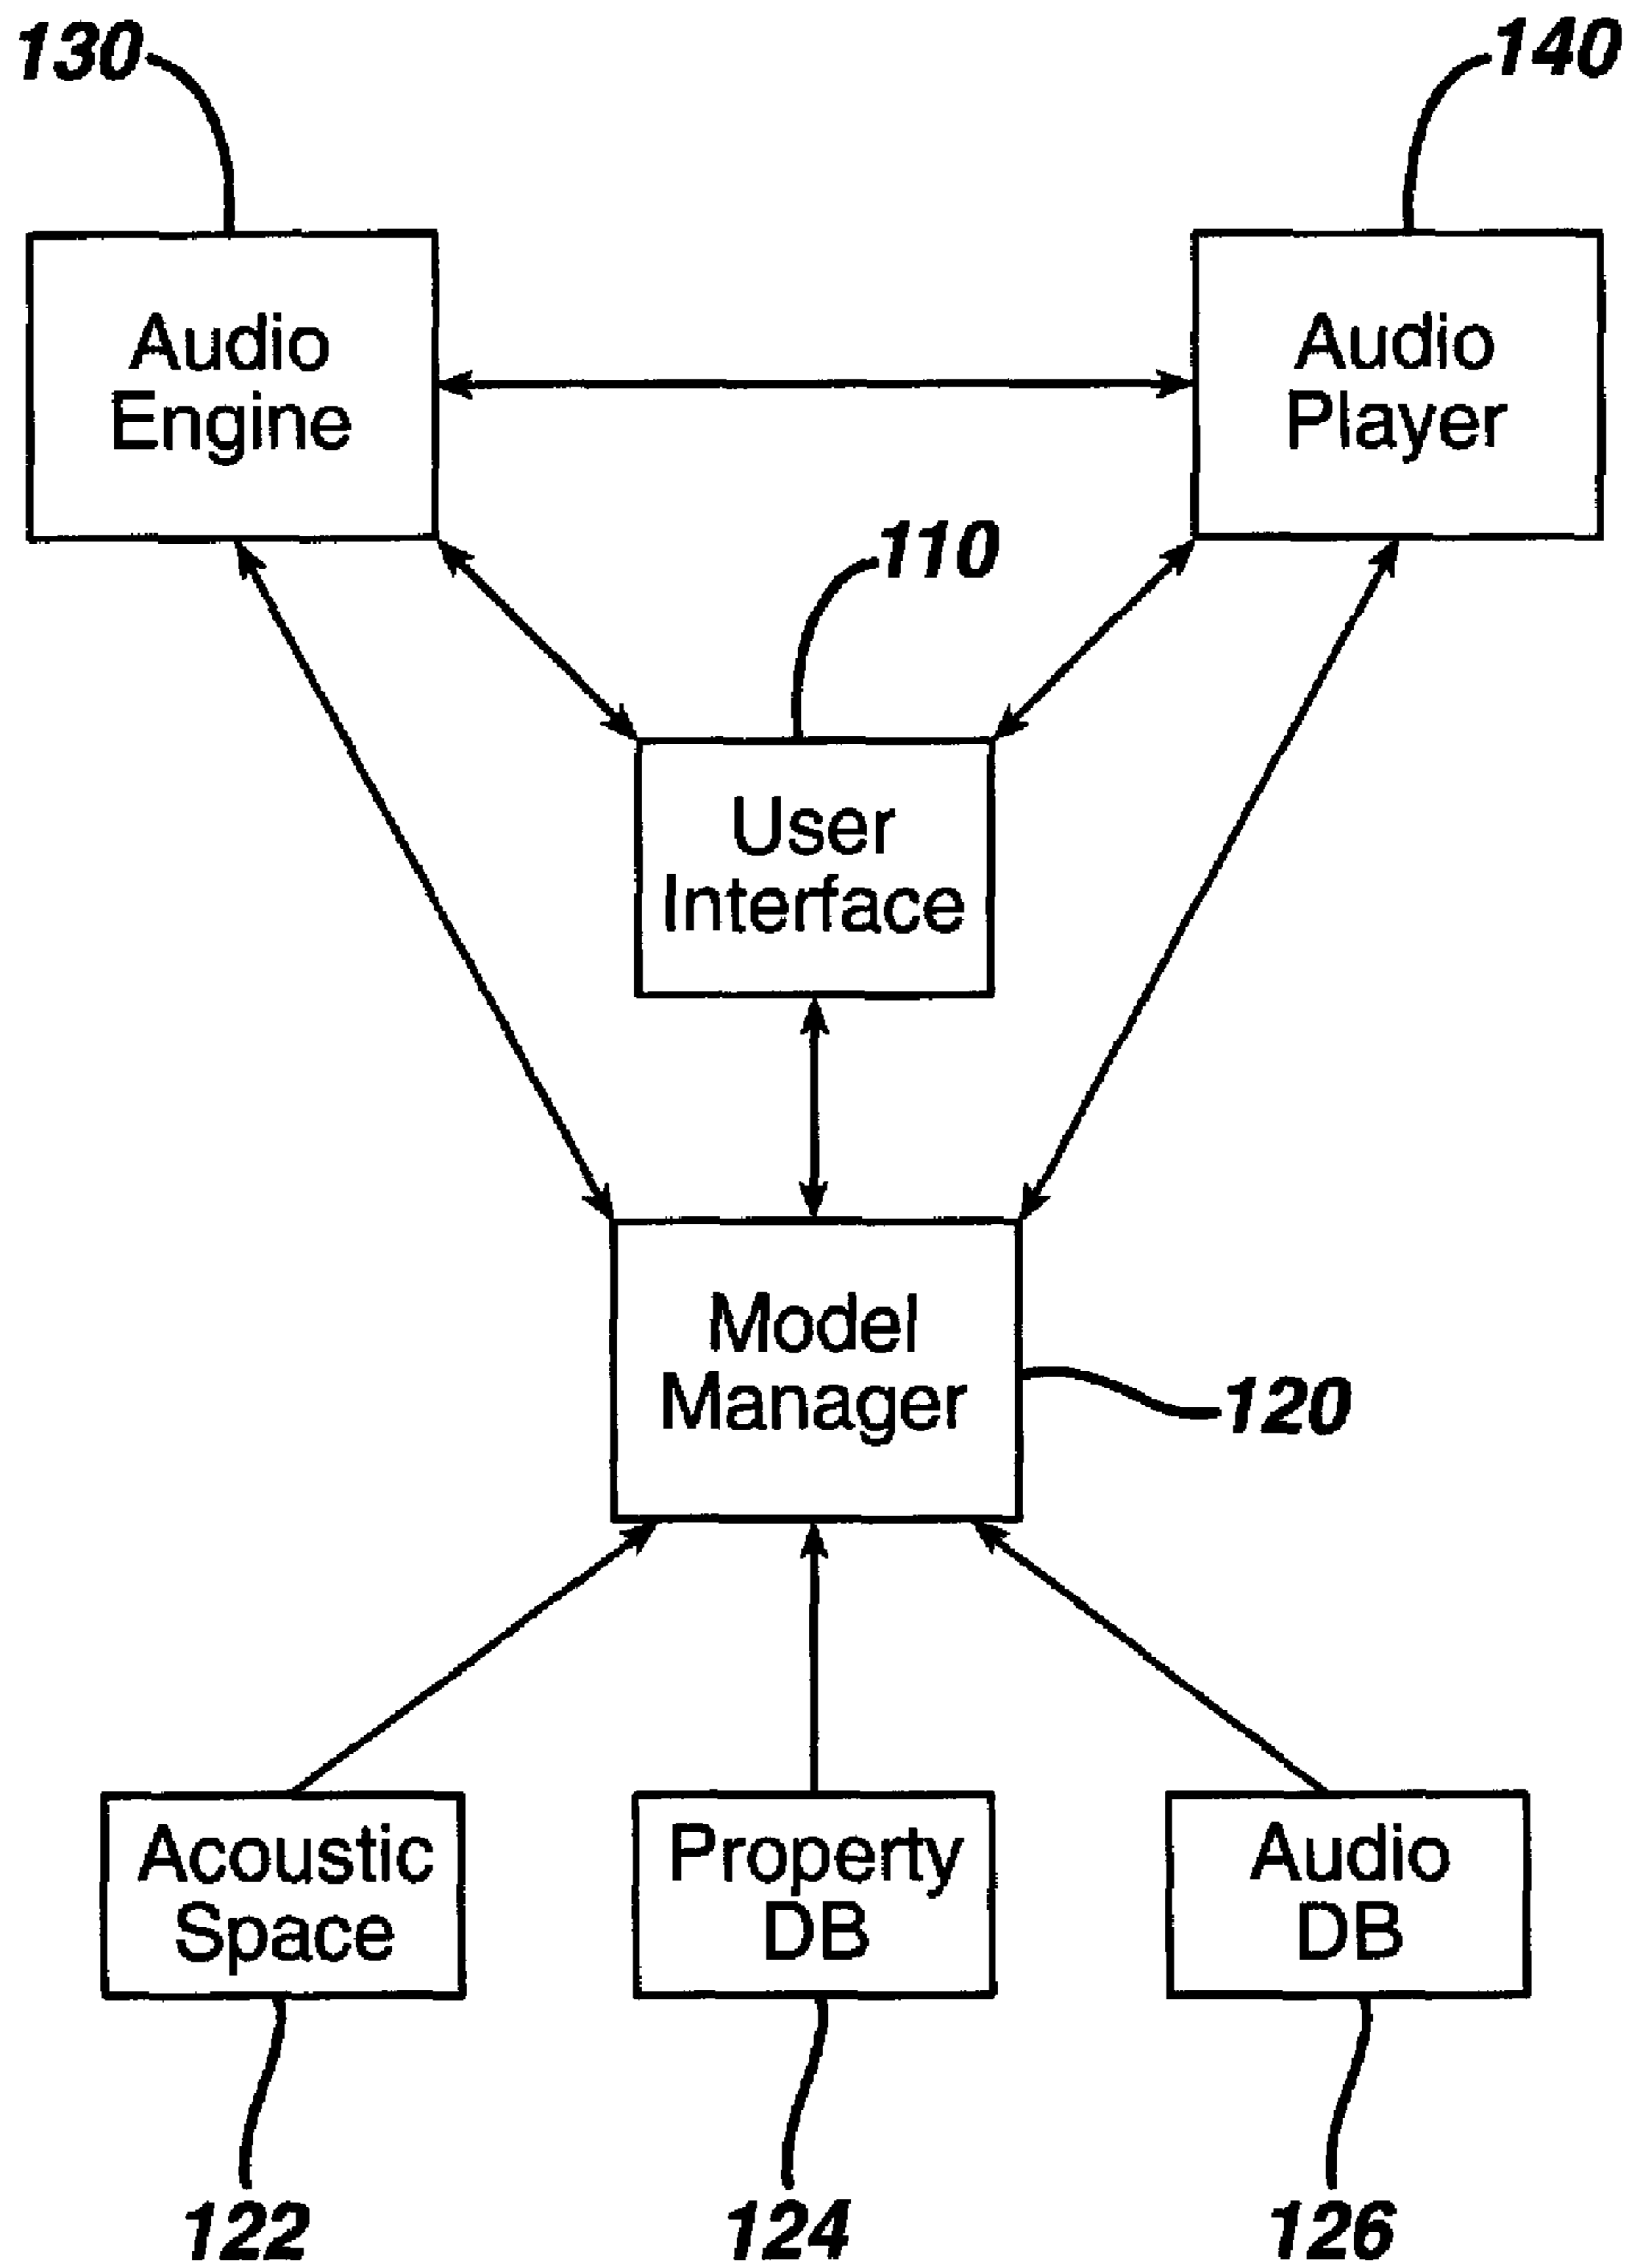 130
140
Audio
Engine
Audio
Player
110
User
Interface
Model
Manager
120
Acoustic
Space
Property
DB
Audio
DB
122
124
126